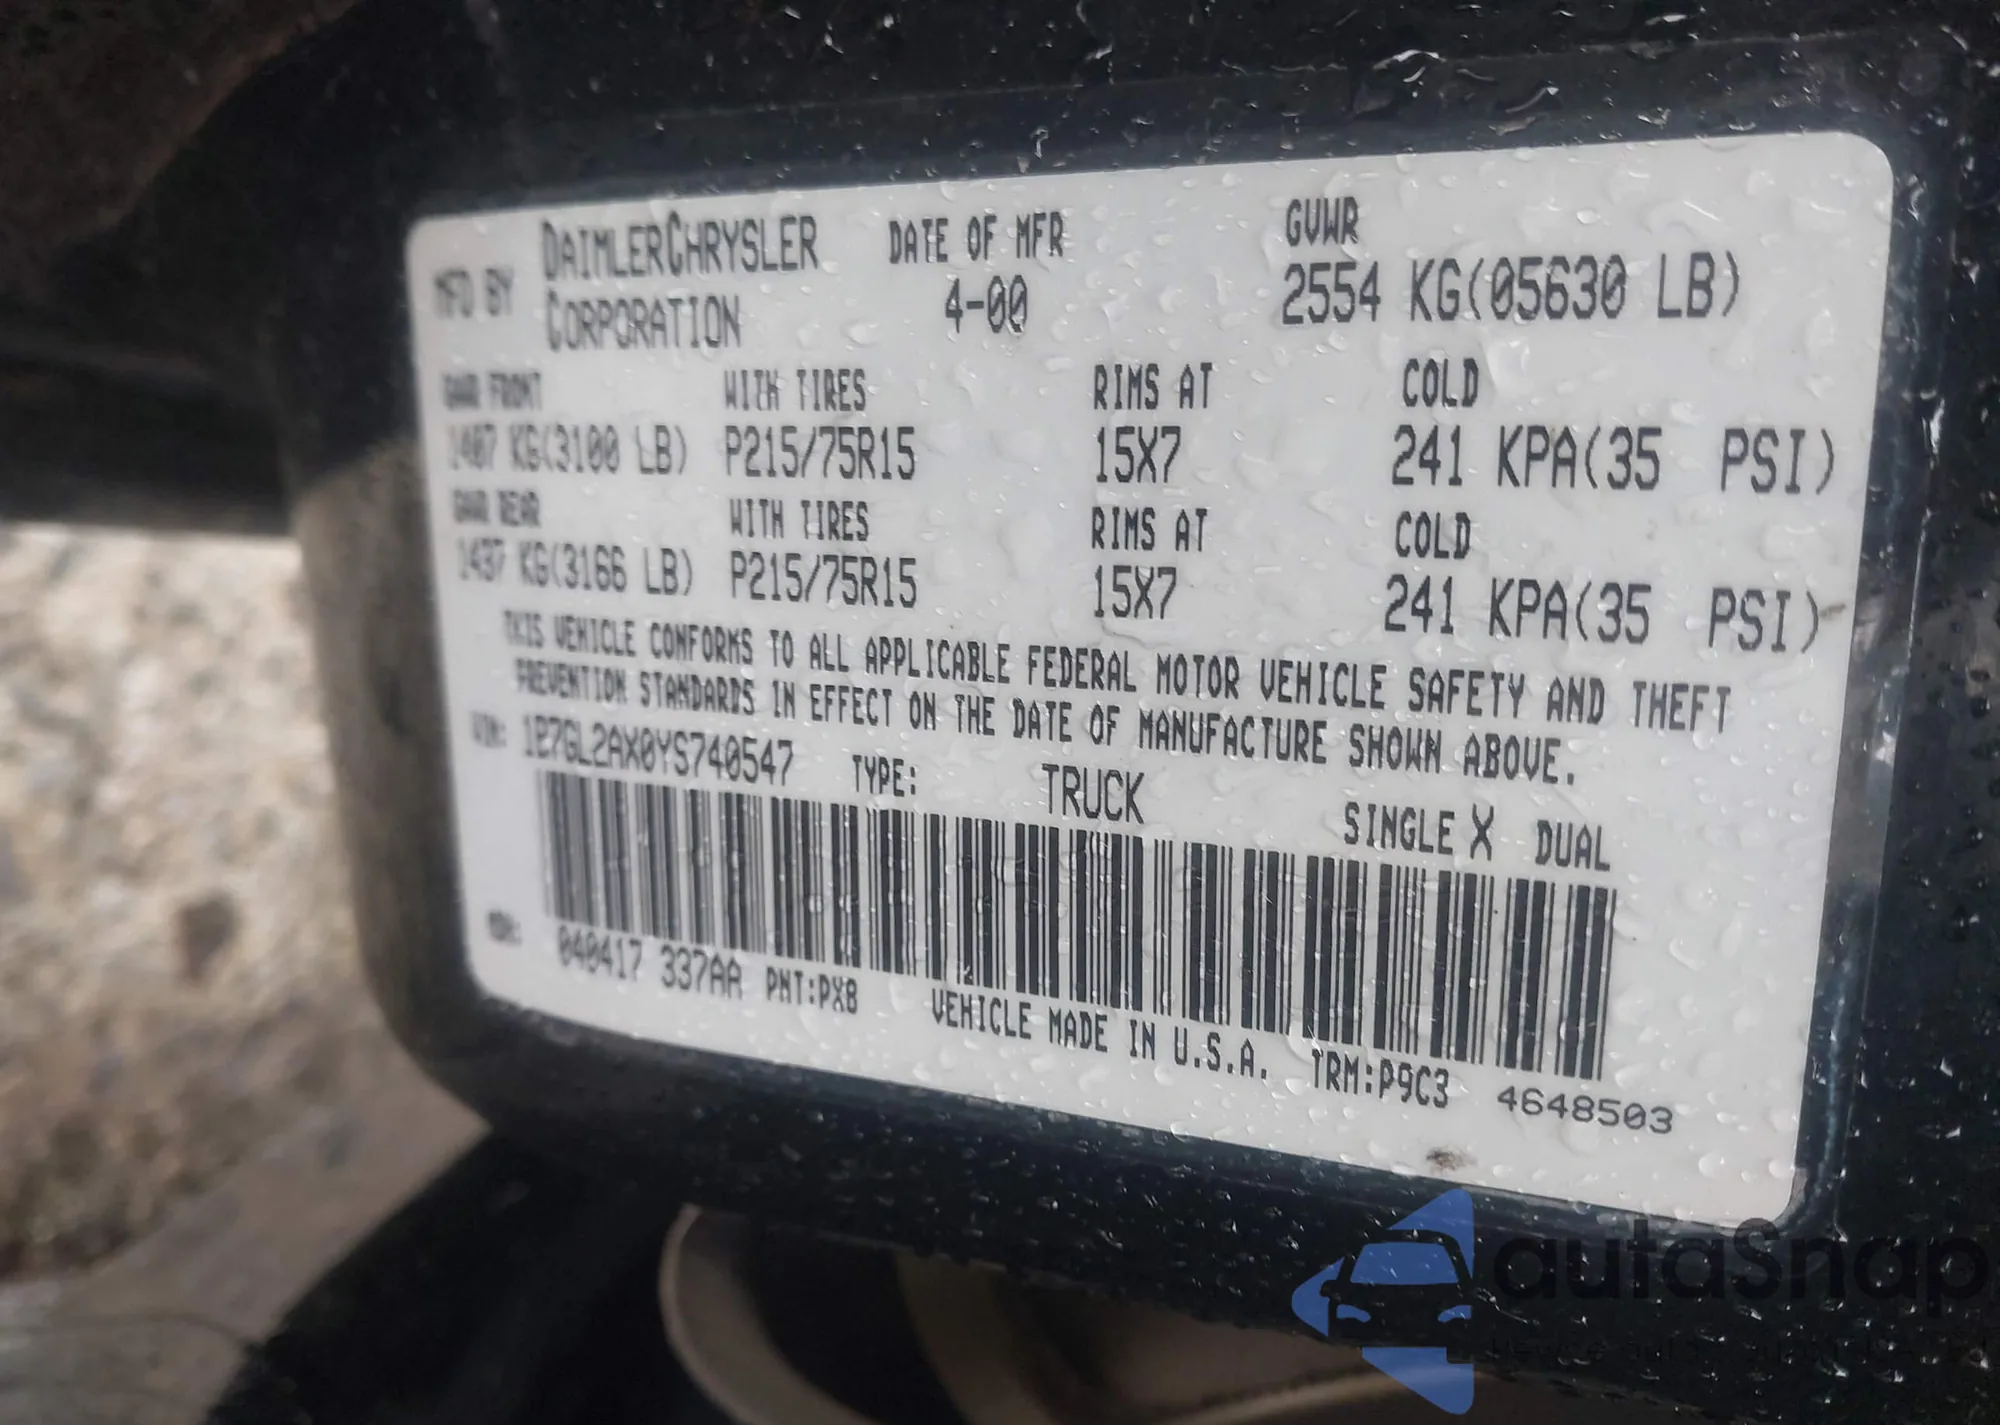 MFD BY DAIMLERCHRYSLER CORPORATION DATE OF MFR 4-00 GVWR 2554 KG(05630 LB)
GAWR FRONT WITH TIRES RIMS AT COLD
1407 KG(3100 LB) P215/75R15 15X7 241 KPA(35 PSI)
GAWR REAR WITH TIRES RIMS AT COLD
1437 KG(3166 LB) P215/75R15 15X7 241 KPA(35 PSI)
THIS VEHICLE CONFORMS TO ALL APPLICABLE FEDERAL MOTOR VEHICLE SAFETY AND THEFT
PREVENTION STANDARDS IN EFFECT ON THE DATE OF MANUFACTURE SHOWN ABOVE.
VIN: 1B7GL2AX0YS740547 TYPE: TRUCK SINGLE X DUAL
MDH: 040417 337AA PNT:PX8 VEHICLE MADE IN U.S.A. TRM:P9C3 4648503
autaSnap